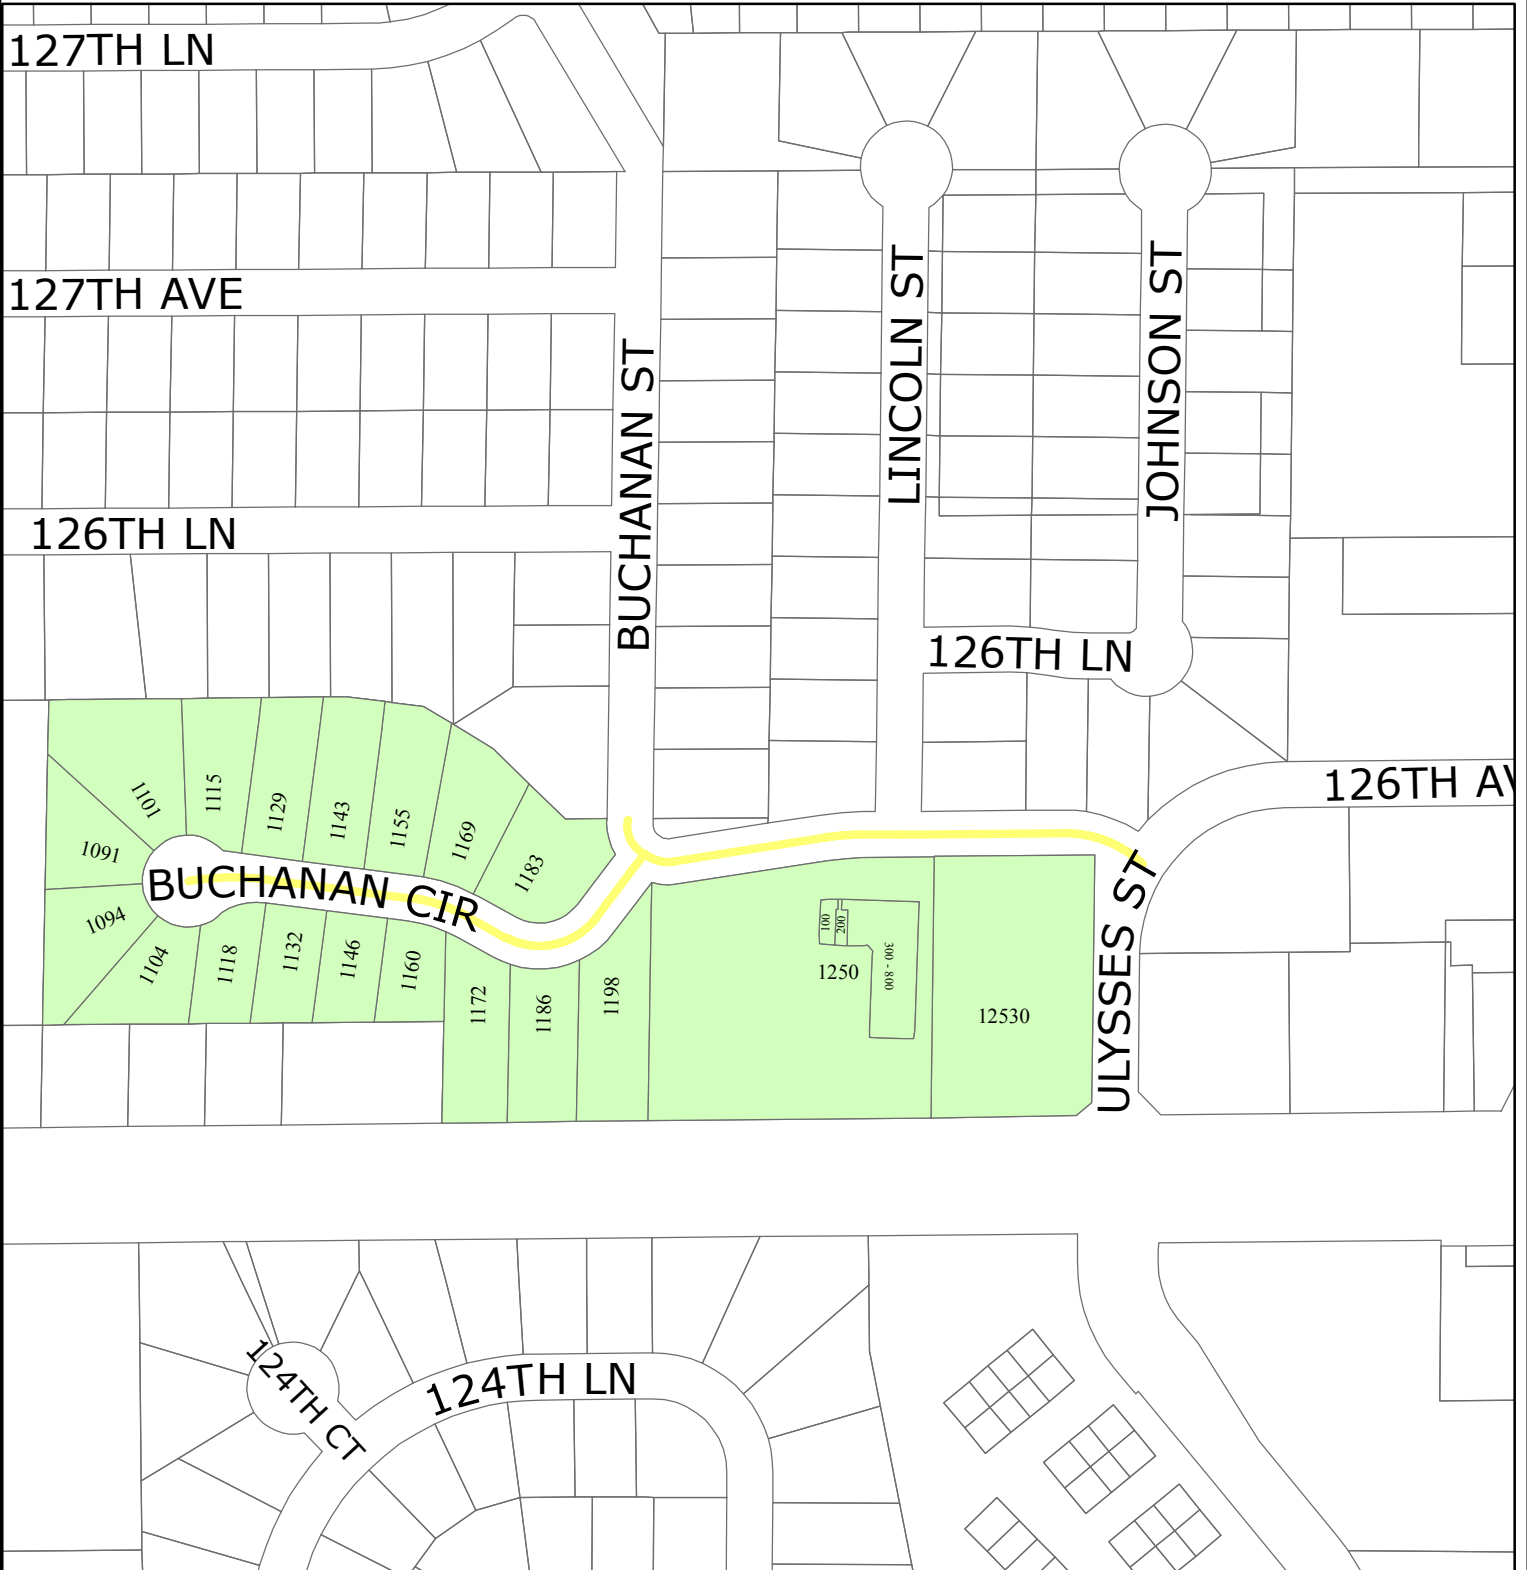 127TH LN
127TH AVE
BUCHANAN ST
LINCOLN ST
JOHNSON ST
126TH LN
126TH LN
126TH AV
1101
1115
1129
1143
1155
1169
1183
1091
BUCHANAN CIR
1094
1104
1118
1132
1146
1160
1172
1186
1198
100
200
300 - 800
1250
12530
ULYSSES ST
124TH CT
124TH LN